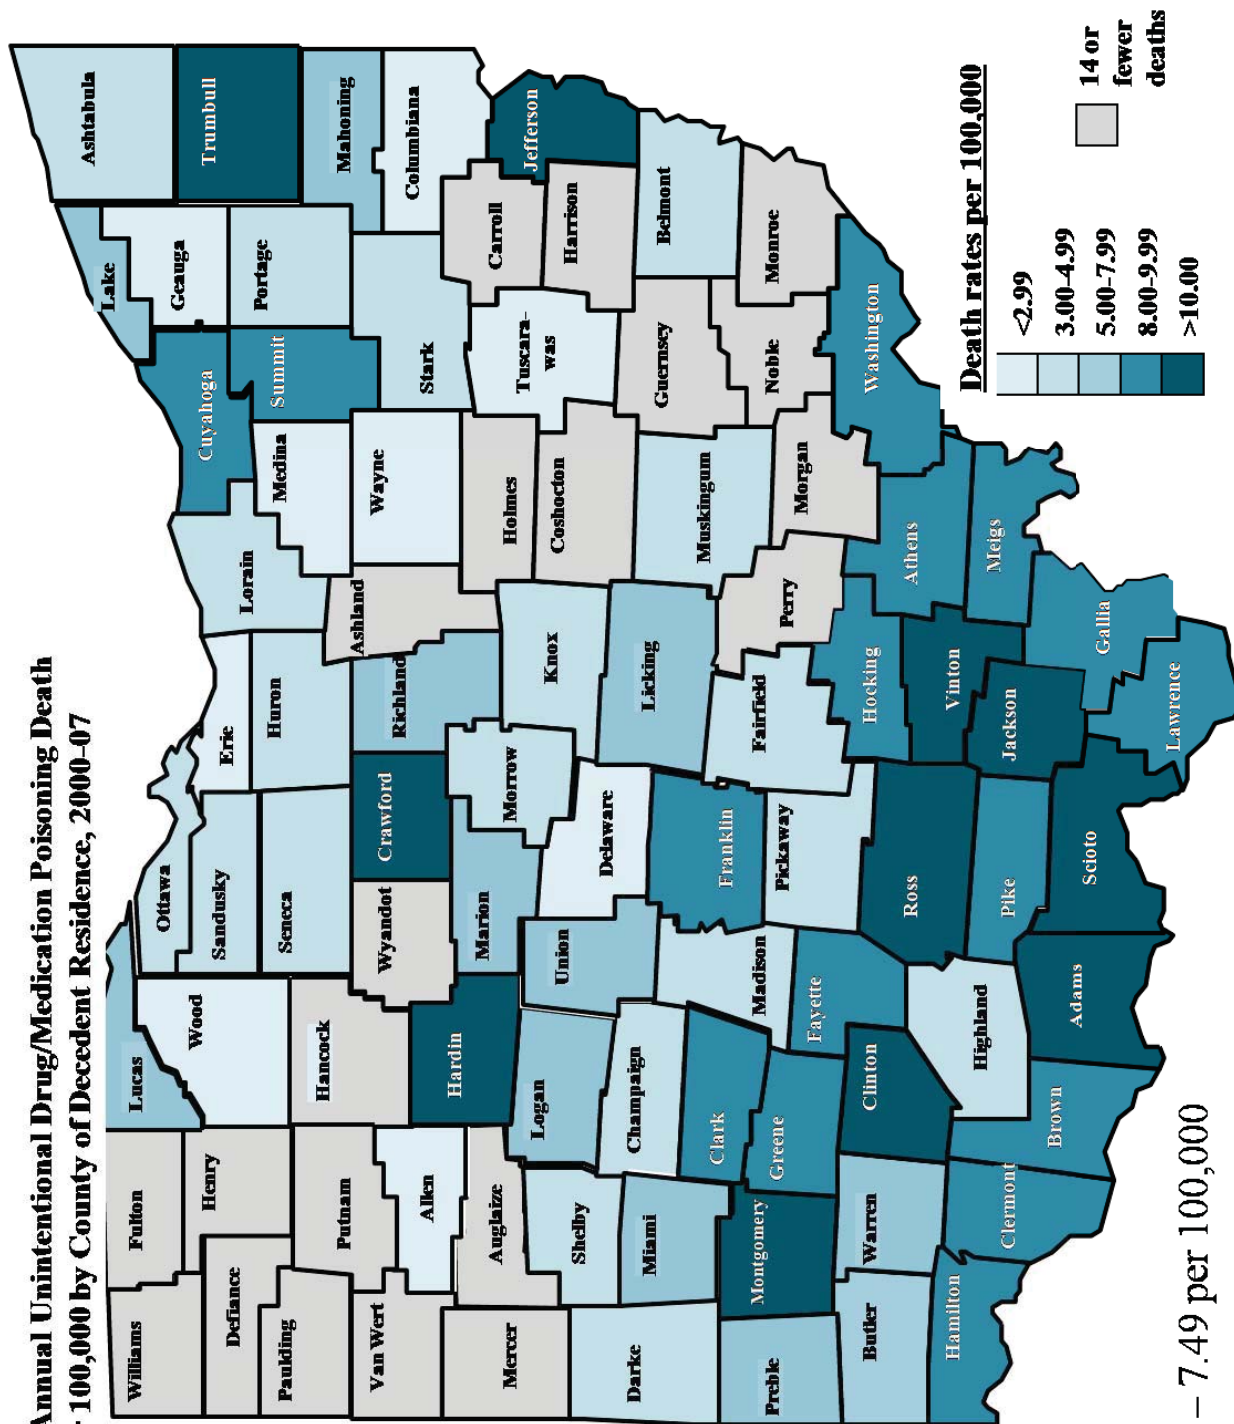 Annual Unintentional Drug/Medication Poisoning Death
100,000 by County of Decedent Residence, 2000-07
Williams
Fulton
Lucas
Ottawa
Lake
Ashtabula
Defiance
Henry
Wood
Sandusky
Erie
Lorain
Cuyahoga
Geauga
Trumbull
Paulding
Putnam
Hancock
Seneca
Huron
Medina
Summit
Portage
Mahoning
Van Wert
Allen
Wyandot
Crawford
Richland
Ashland
Wayne
Stark
Columbiana
Mercer
Auglaize
Hardin
Marion
Morrow
Knox
Holmes
Tuscara-
was
Carroll
Jefferson
Darke
Shelby
Logan
Union
Delaware
Licking
Coshocton
Harrison
Miami
Champaign
Franklin
Fairfield
Muskingum
Guernsey
Belmont
Preble
Montgomery
Clark
Greene
Madison
Pickaway
Perry
Morgan
Noble
Monroe
Butler
Warren
Clinton
Fayette
Ross
Hocking
Athens
Washington
Hamilton
Clermont
Brown
Highland
Pike
Vinton
Jackson
Meigs
Adams
Scioto
Lawrence
Gallia
Death rates per 100,000
<2.99
3.00-4.99
5.00-7.99
8.00-9.99
>10.00
14 or
fewer
deaths
– 7.49 per 100,000